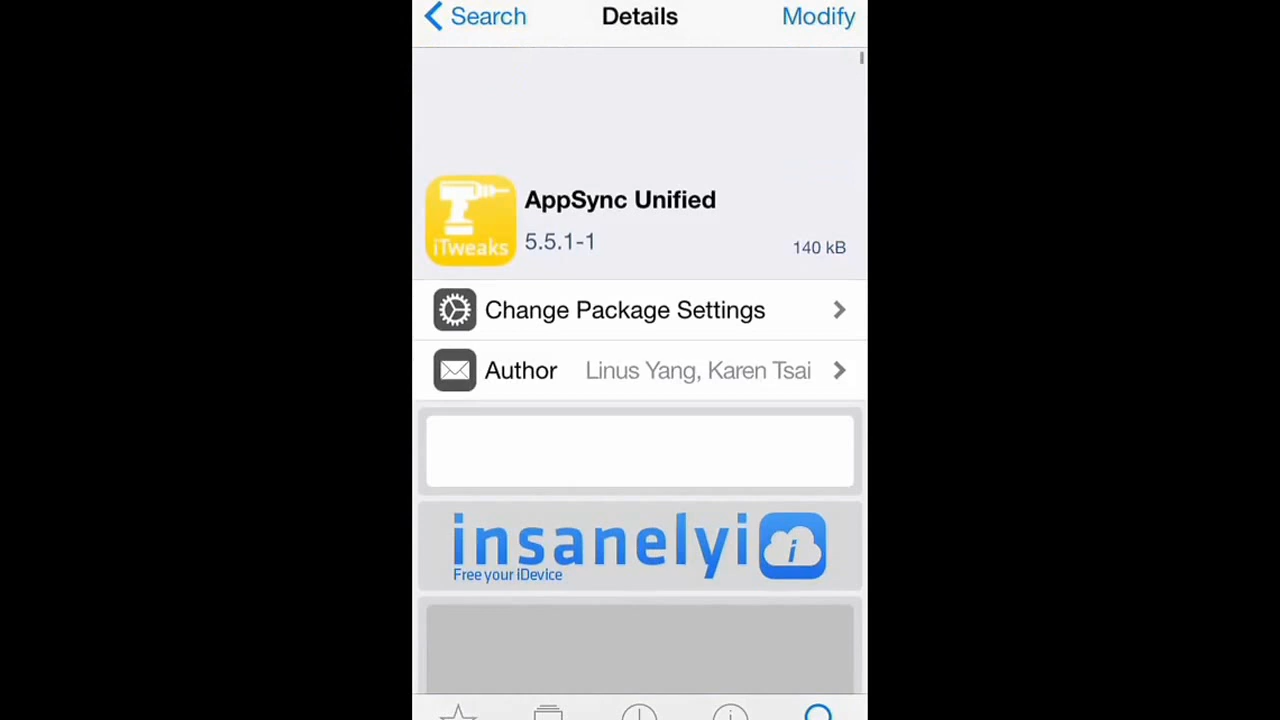 Search
Details
Modify
iTweaks
AppSync Unified
5.5.1-1
140 kB
Change Package Settings
Author
Linus Yang, Karen Tsai
insanelyi
i
Free your iDevice